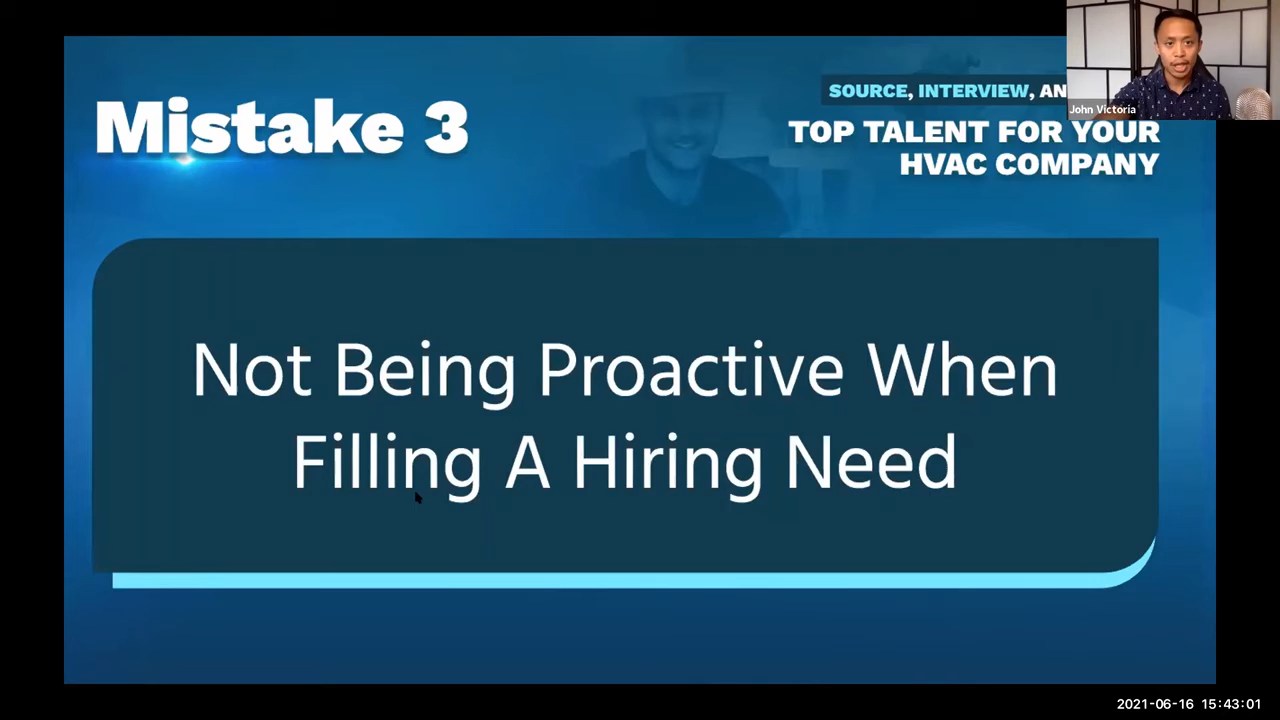 Mistake 3
SOURCE, INTERVIEW, AN
TOP TALENT FOR YOUR
HVAC COMPANY
John Victoria
Not Being Proactive When
Filling A Hiring Need
2021-06-16 15:43:01